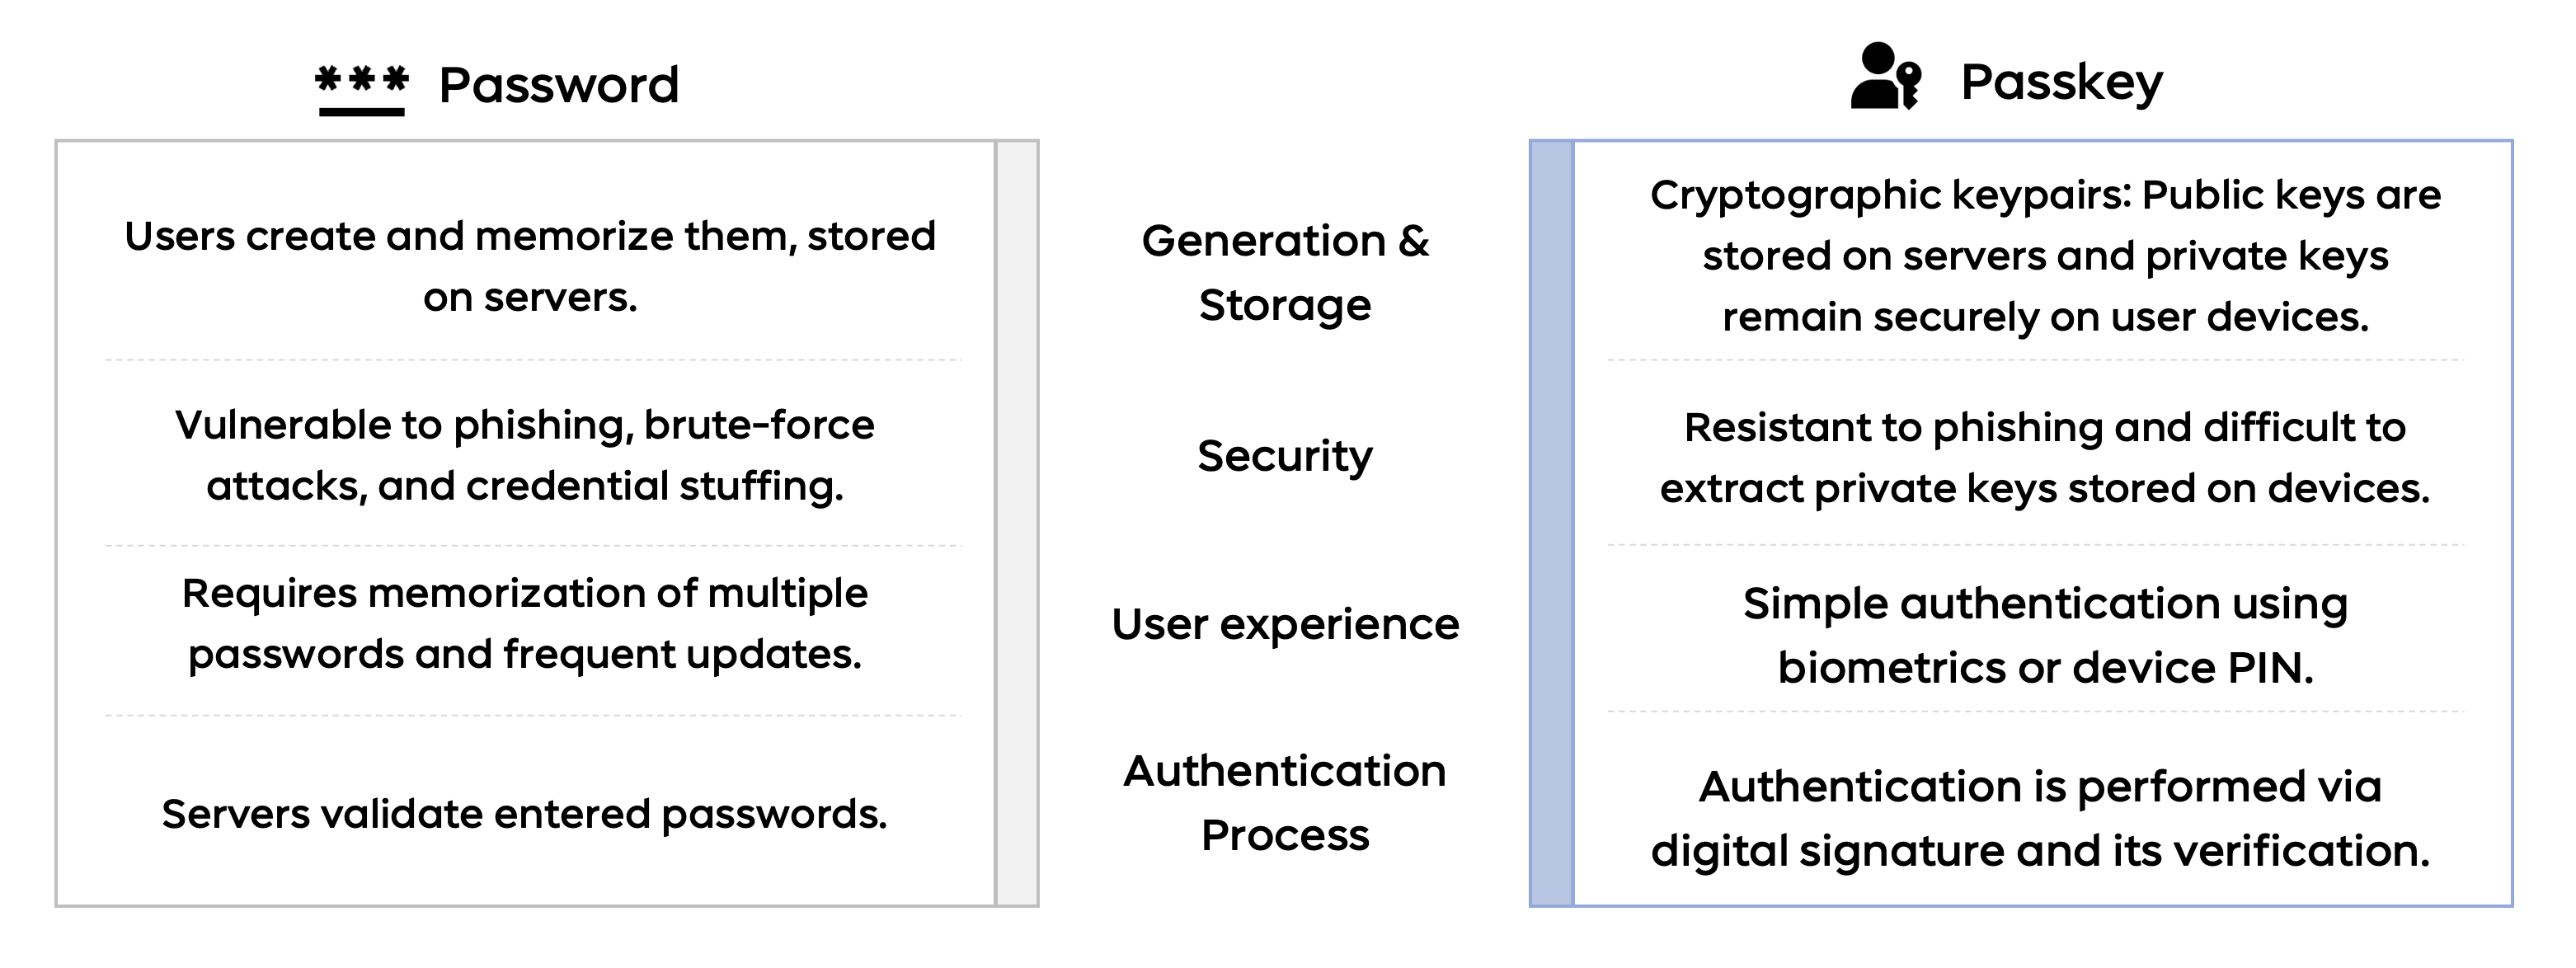 *** Password
Passkey
Users create and memorize them, stored
on servers.
Generation &
Storage
Cryptographic keypairs: Public keys are
stored on servers and private keys
remain securely on user devices.
Vulnerable to phishing, brute-force
attacks, and credential stuffing.
Security
Resistant to phishing and difficult to
extract private keys stored on devices.
Requires memorization of multiple
passwords and frequent updates.
User experience
Simple authentication using
biometrics or device PIN.
Servers validate entered passwords.
Authentication
Process
Authentication is performed via
digital signature and its verification.